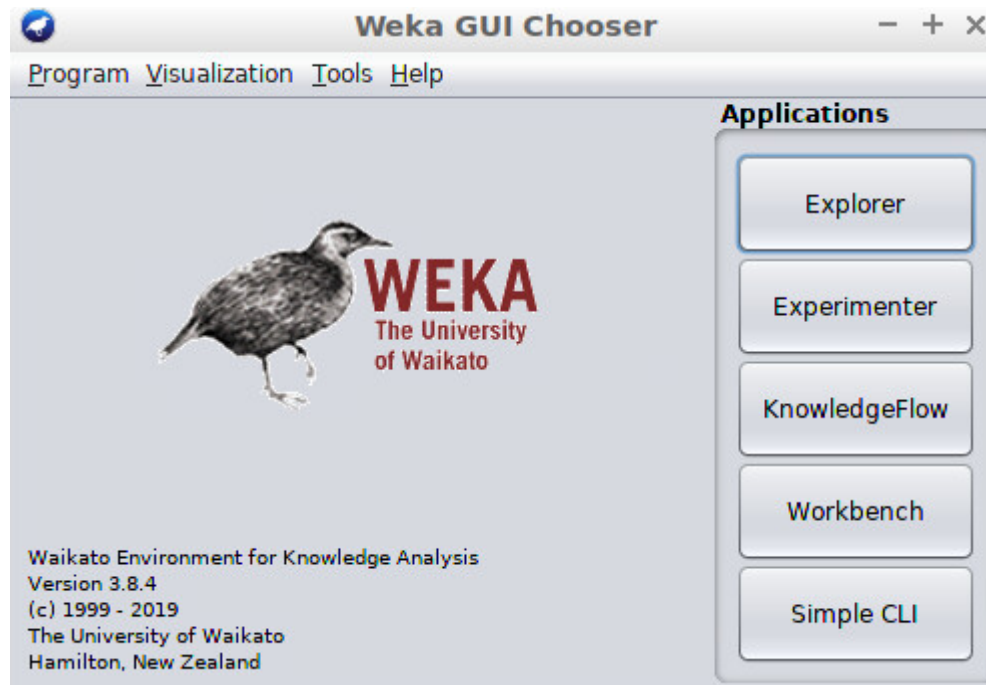 Weka GUI Chooser
Program Visualization Tools Help
WEKA
The University
of Waikato
Waikato Environment for Knowledge Analysis
Version 3.8.4
(c) 1999 - 2019
The University of Waikato
Hamilton, New Zealand
Applications
Explorer
Experimenter
KnowledgeFlow
Workbench
Simple CLI